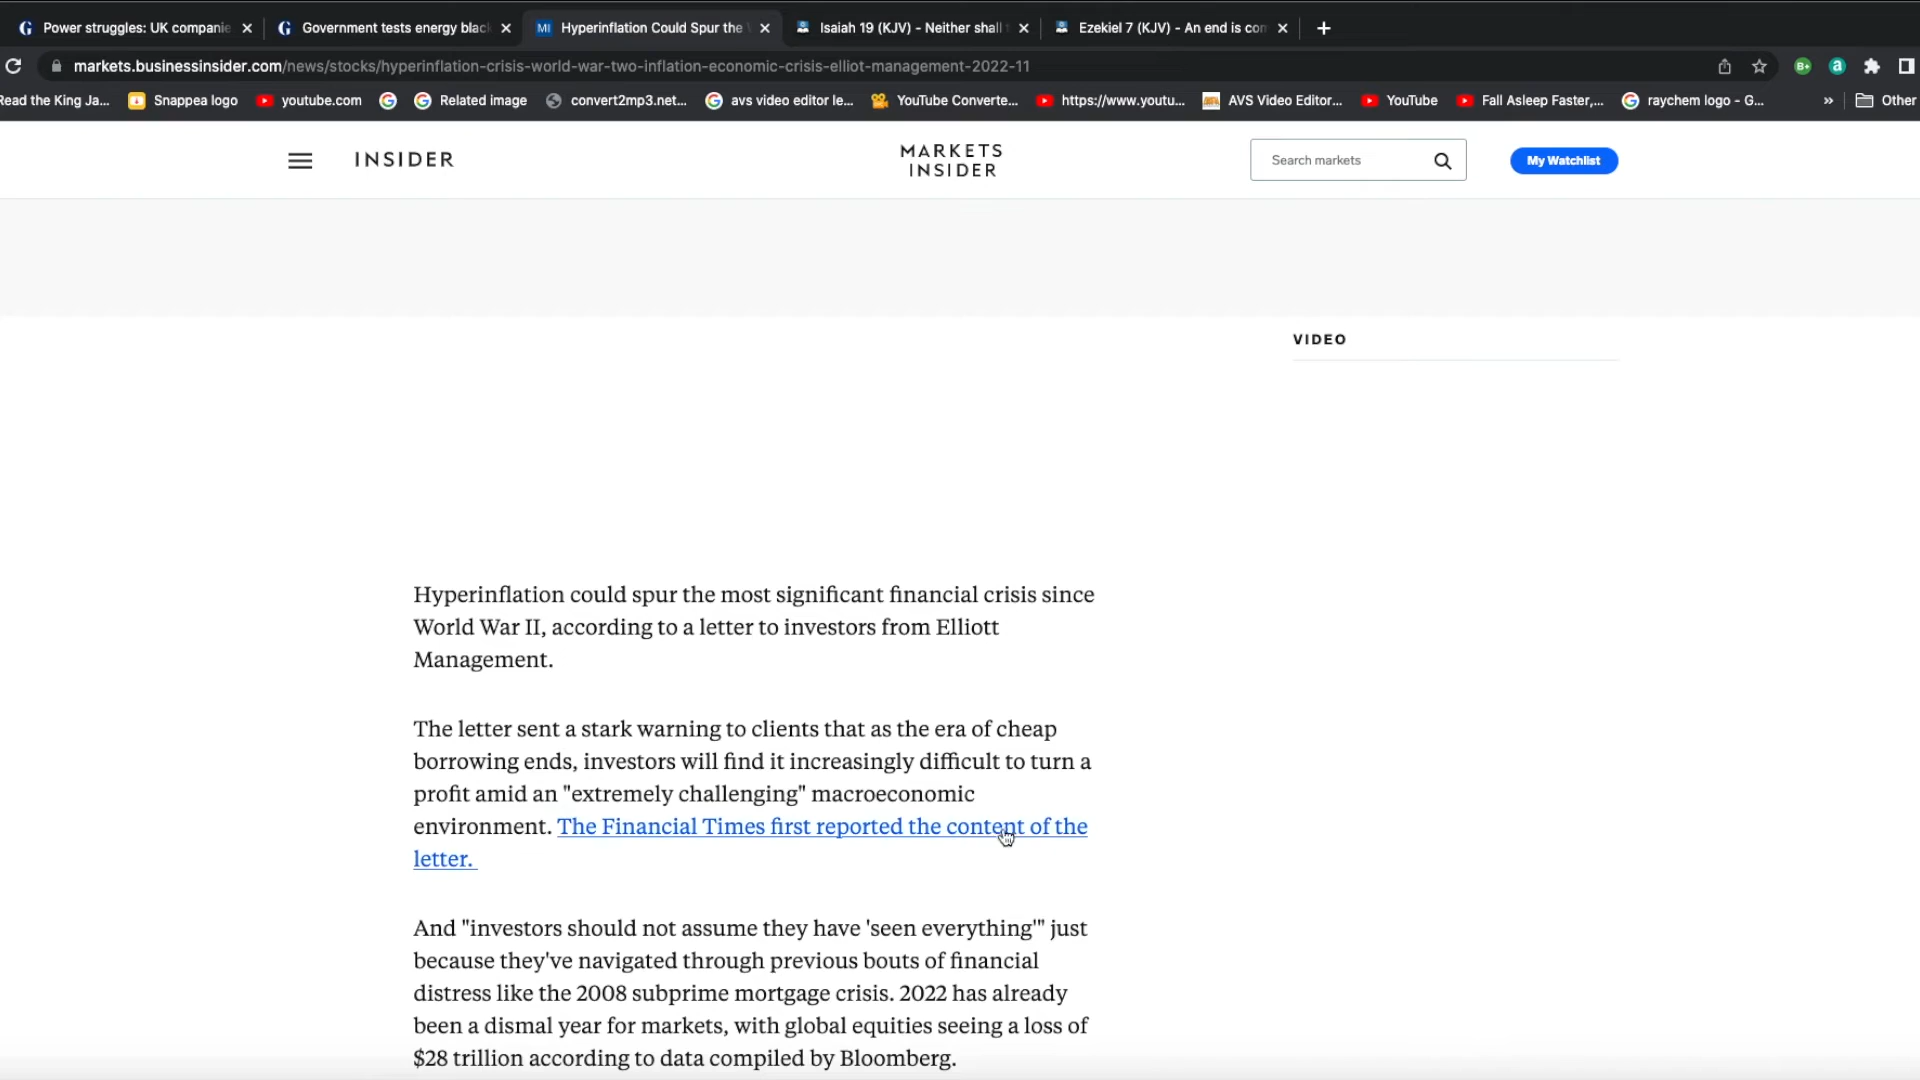 Power struggles: UK companie
Government tests energy blac
Hyperinflation Could Spur the
Isaiah 19 (KJV) - Neither shall
Ezekiel 7 (KJV) - An end is con
markets.businessinsider.com/news/stocks/hyperinflation-crisis-world-war-two-inflation-economic-crisis-elliot-management-2022-11
Read the King Ja...
Snappea logo
youtube.com
Related image
convert2mp3.net...
avs video editor le...
YouTube Converte...
https://www.youtu...
AVS Video Editor...
YouTube
Fall Asleep Faster,...
raychem logo - G...
»
Other
INSIDER
MARKETS
INSIDER
Search markets
My Watchlist
VIDEO
Hyperinflation could spur the most significant financial crisis since
World War II, according to a letter to investors from Elliott
Management.
The letter sent a stark warning to clients that as the era of cheap
borrowing ends, investors will find it increasingly difficult to turn a
profit amid an "extremely challenging" macroeconomic
environment. The Financial Times first reported the content of the
letter.
And "investors should not assume they have 'seen everything'" just
because they've navigated through previous bouts of financial
distress like the 2008 subprime mortgage crisis. 2022 has already
been a dismal year for markets, with global equities seeing a loss of
$28 trillion according to data compiled by Bloomberg.